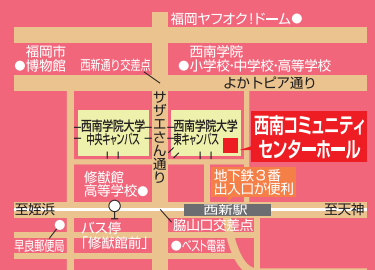 福岡ヤフオク!ドーム●
福岡市
●博物館
西新通り交差点
西南学院
●小学校・中学校・高等学校
よかトピア通り
サザエさん通り
西南学院大学
中央キャンパス
西南学院大学
東キャンパス
西南コミュニティ
センターホール
修猷館
高等学校●
地下鉄3番
出入口が便利
至姪浜
西新駅
至天神
バス停
「修猷館前」
脇山口交差点
早良郵便局
●ベスト電器